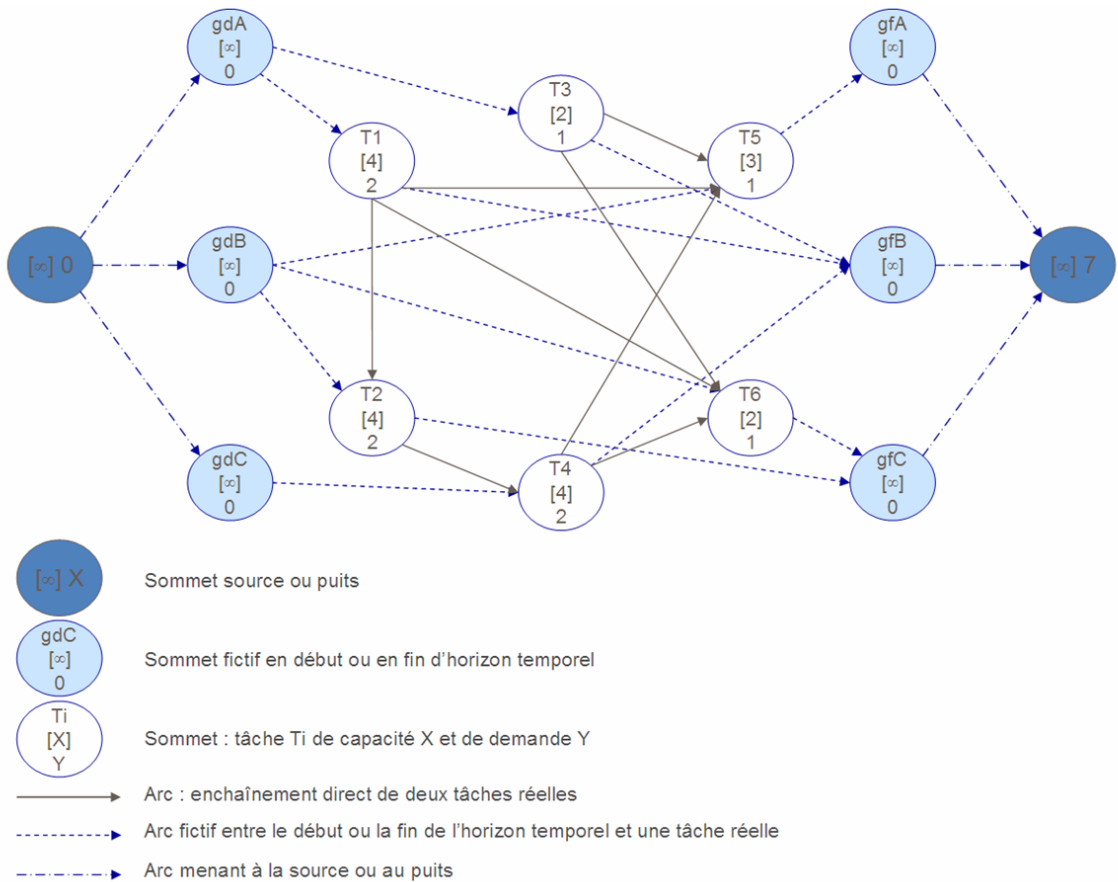 gdA
[∞]
0
gfA
[∞]
0
T3
[2]
1
T1
[4]
2
T5
[3]
1
[∞] 0
gdB
[∞]
0
gfB
[∞]
0
[∞] 7
T2
[4]
2
T6
[2]
1
gdC
[∞]
0
T4
[4]
2
gfC
[∞]
0
[∞] X
Sommet source ou puits
gdC
[∞]
0
Sommet fictif en début ou en fin d'horizon temporel
Ti
[X]
Y
Sommet : tâche Ti de capacité X et de demande Y
Arc : enchaînement direct de deux tâches réelles
Arc fictif entre le début ou la fin de l'horizon temporel et une tâche réelle
Arc menant à la source ou au puits